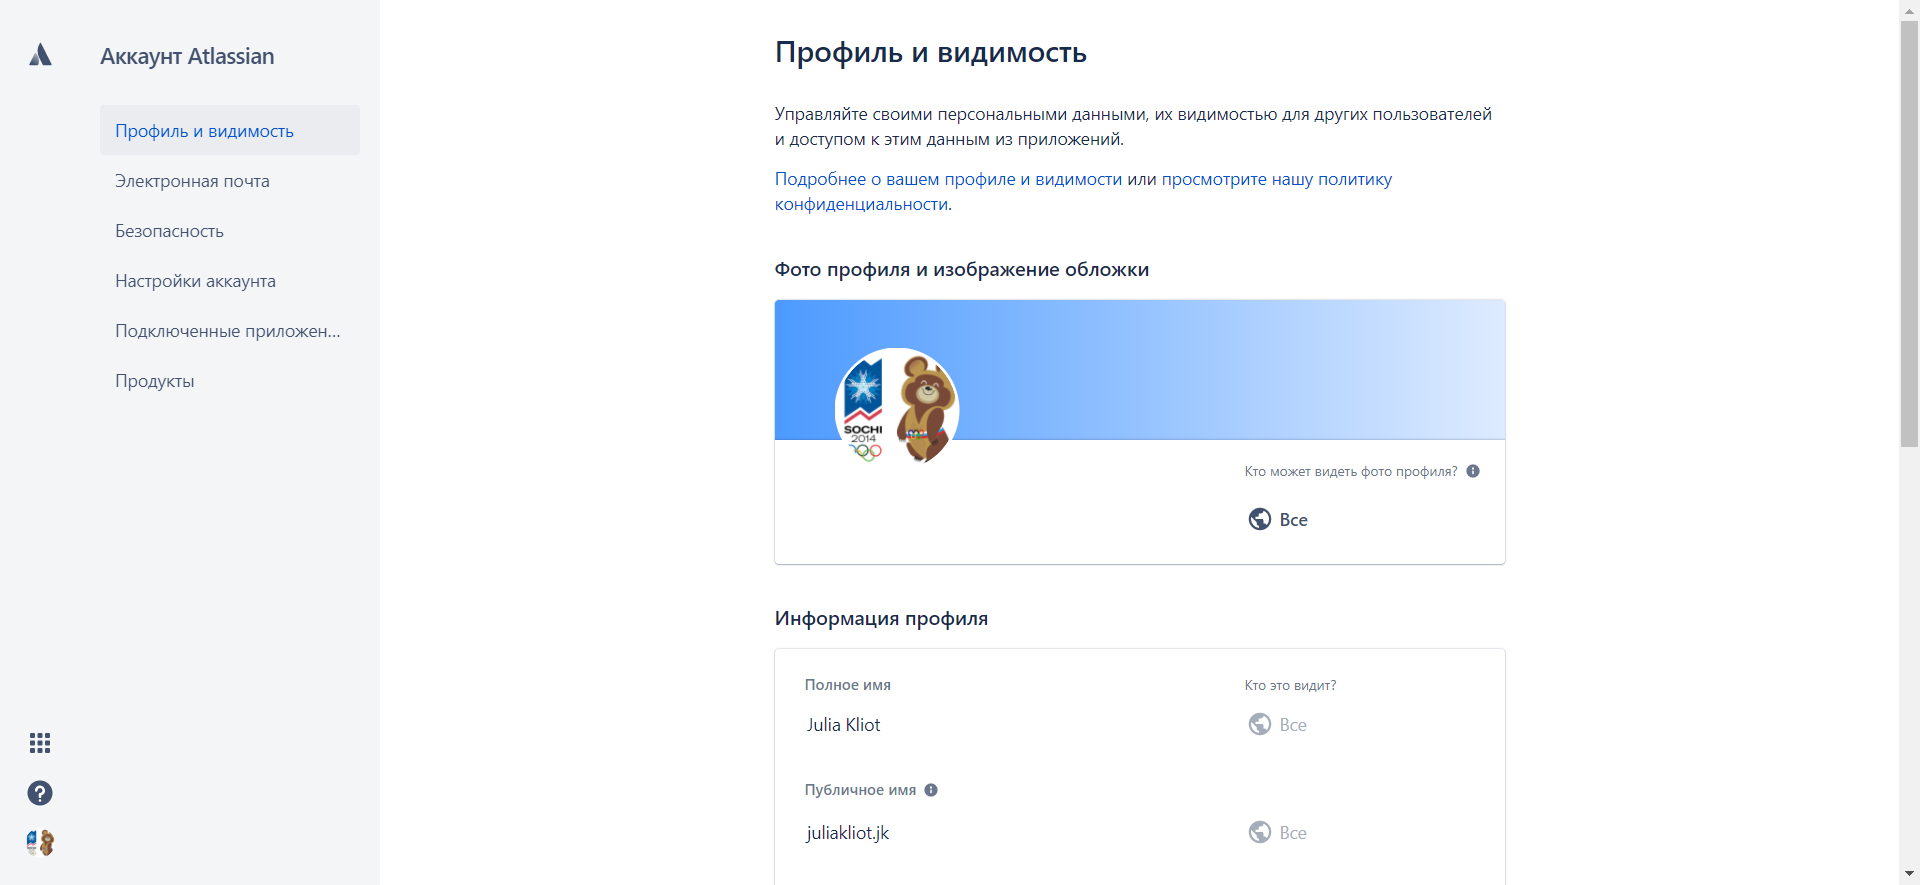 Аккаунт Atlassian
Профиль и видимость
Электронная почта
Безопасность
Настройки аккаунта
Подключенные приложен...
Продукты
Профиль и видимость
Управляйте своими персональными данными, их видимостью для других пользователей
и доступом к этим данным из приложений.
Подробнее о вашем профиле и видимости или просмотрите нашу политику
конфиденциальности.
Фото профиля и изображение обложки
SOCHI
2014
Кто может видеть фото профиля?
Все
Информация профиля
Полное имя
Кто это видит?
Julia Kliot
Все
Публичное имя
juliakliot.jk
Все